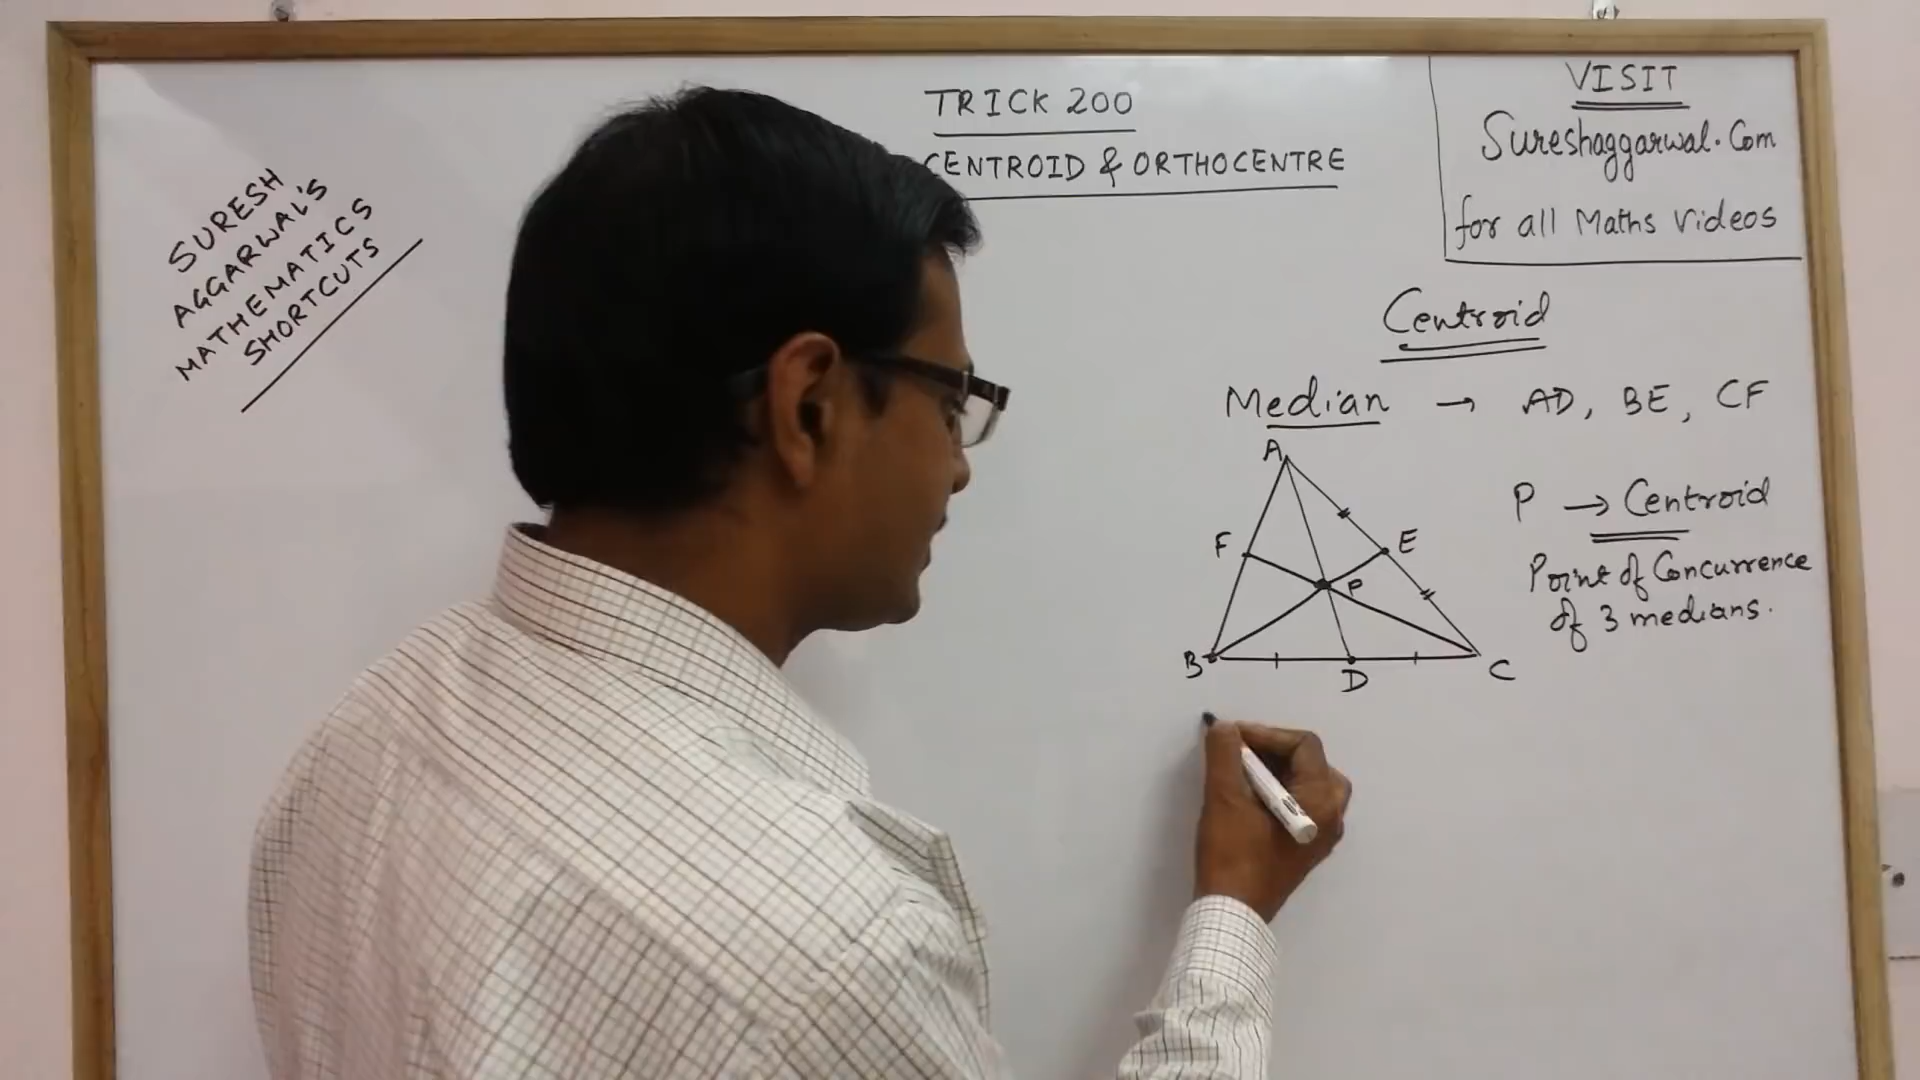 TRICK 200
CENTROID & ORTHOCENTRE
VISIT
Sureshaggarwal.Com
for all Maths Videos
SURESH
AGGARWAL'S
MATHEMATICS
SHORTCUTS
Centroid
Median → AD, BE, CF
A
F
E
P
B
D
C
P → Centroid
Point of Concurrence
of 3 medians.